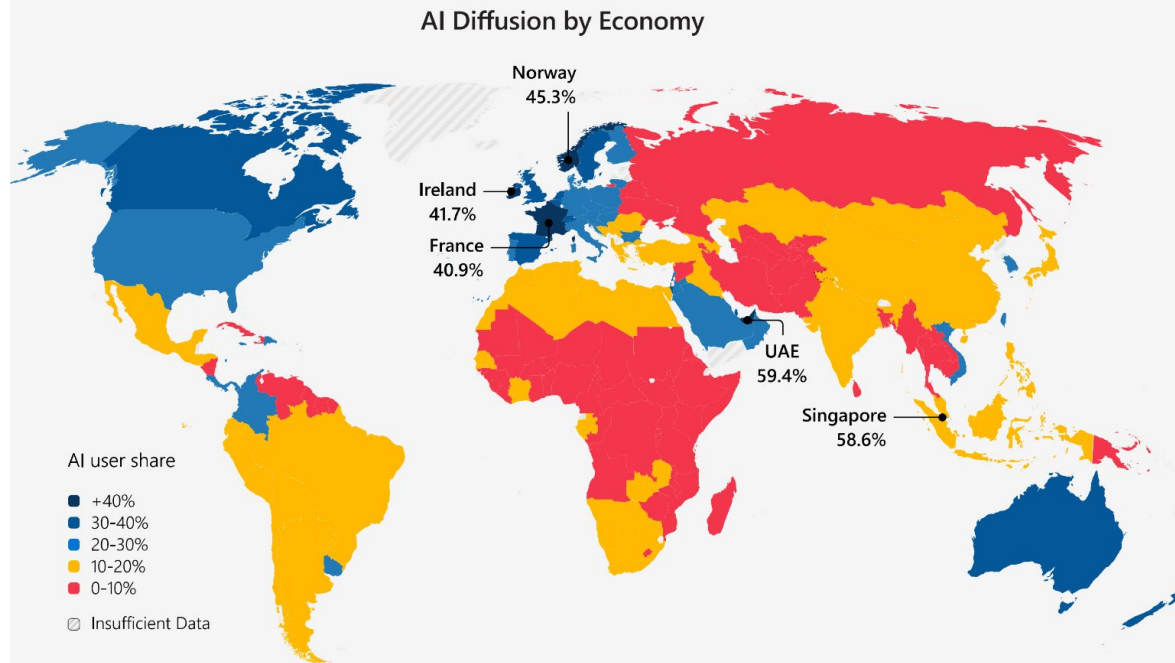 AI Diffusion by Economy
Norway
45.3%
Ireland
41.7%
France
40.9%
UAE
59.4%
Singapore
58.6%
AI user share
+40%
30-40%
20-30%
10-20%
0-10%
Insufficient Data